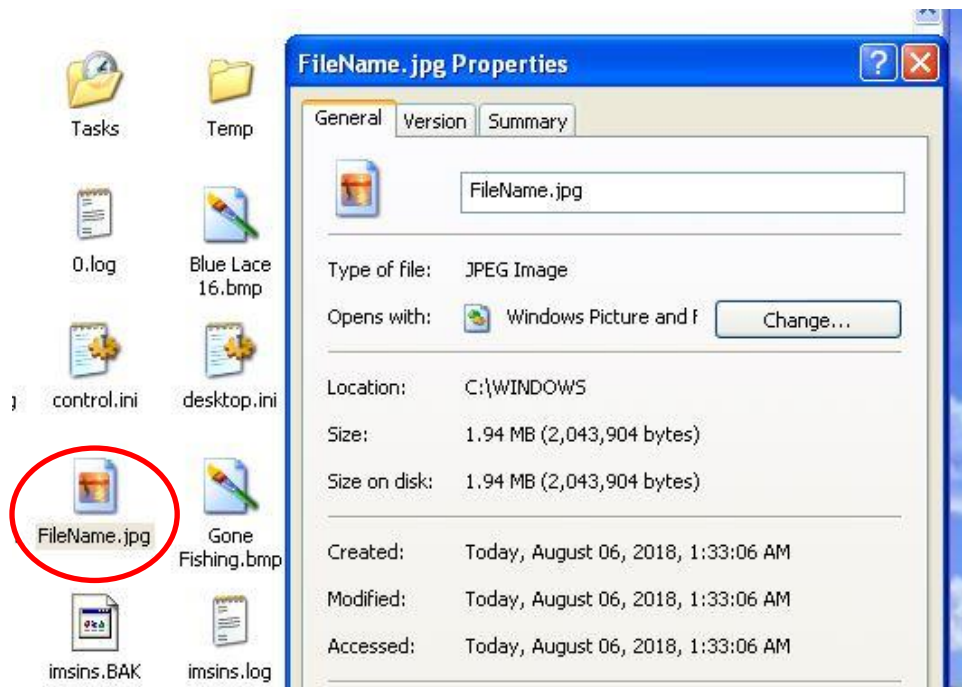 FileName.jpg Properties
General Version Summary
Tasks
Temp
FileName.jpg
0.log
Blue Lace
16.bmp
Type of file: JPEG Image
Opens with: Windows Picture and F Change...
control.ini
desktop.ini
Location: C:\WINDOWS
Size: 1.94 MB (2,043,904 bytes)
Size on disk: 1.94 MB (2,043,904 bytes)
FileName.jpg
Gone
Fishing.bmp
Created: Today, August 06, 2018, 1:33:06 AM
Modified: Today, August 06, 2018, 1:33:06 AM
Accessed: Today, August 06, 2018, 1:33:06 AM
imsins.BAK
imsins.log